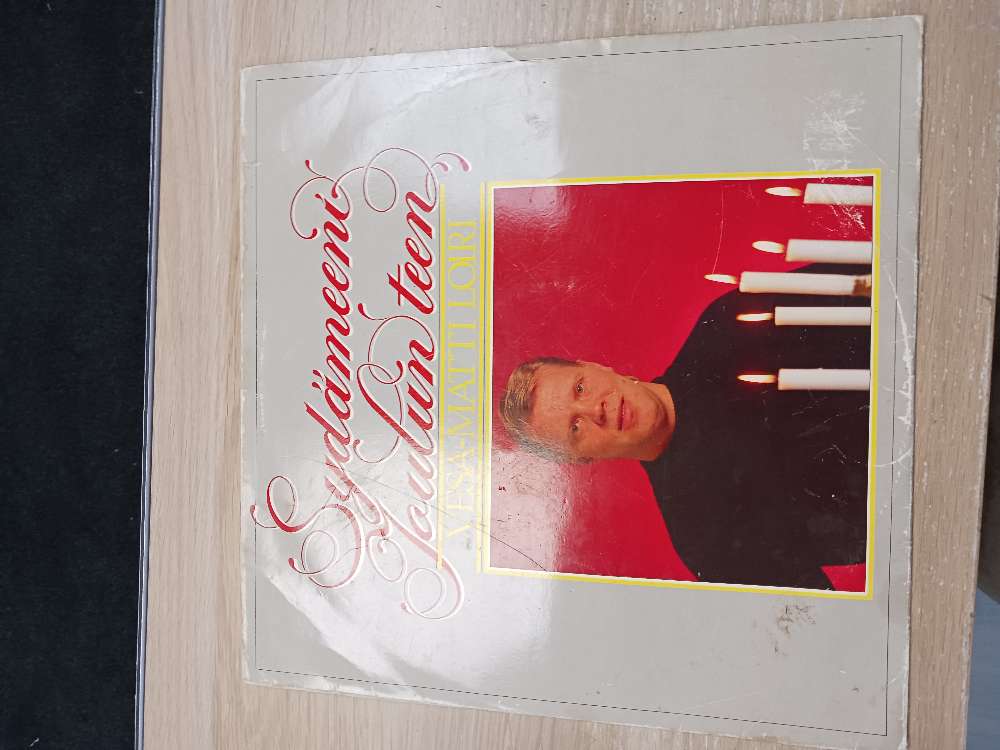 Sydämeeni
Joulun teen
VESA-MATTI LOIRI